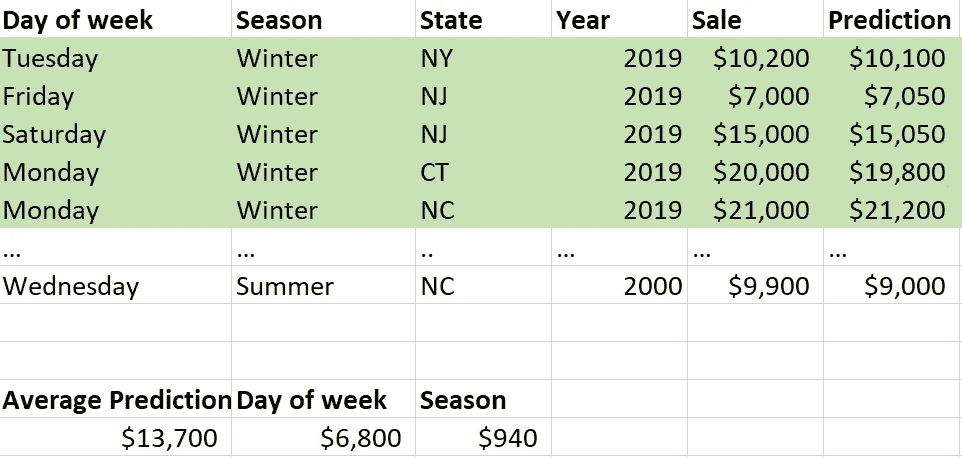 Day of week Season State Year Sale Prediction
Tuesday Winter NY 2019 $10,200 $10,100
Friday Winter NJ 2019 $7,000 $7,050
Saturday Winter NJ 2019 $15,000 $15,050
Monday Winter CT 2019 $20,000 $19,800
Monday Winter NC 2019 $21,000 $21,200
... ... .. ... ... ...
Wednesday Summer NC 2000 $9,900 $9,000
Average Prediction Day of week Season
$13,700 $6,800 $940